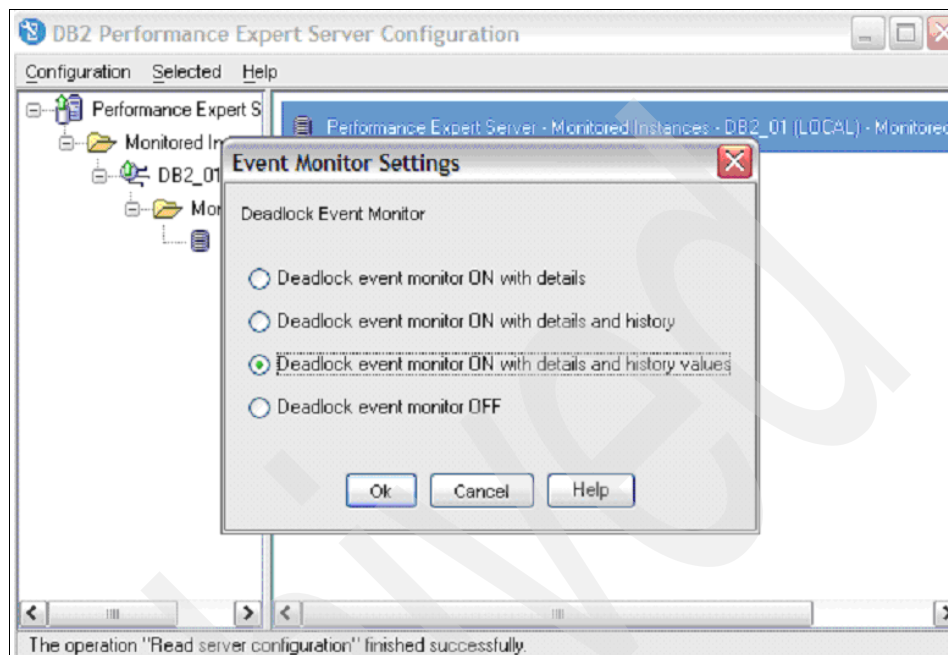 DB2 Performance Expert Server Configuration
Configuration Selected Help
Performance Expert S
Performance Expert Server - Monitored Instances - DB2_01 (LOCAL) - Monitored
Monitored In
DB2_01
Mor
Event Monitor Settings
Deadlock Event Monitor
Deadlock event monitor ON with details
Deadlock event monitor ON with details and history
Deadlock event monitor ON with details and history values
Deadlock event monitor OFF
Ok Cancel Help
The operation "Read server configuration" finished successfully.